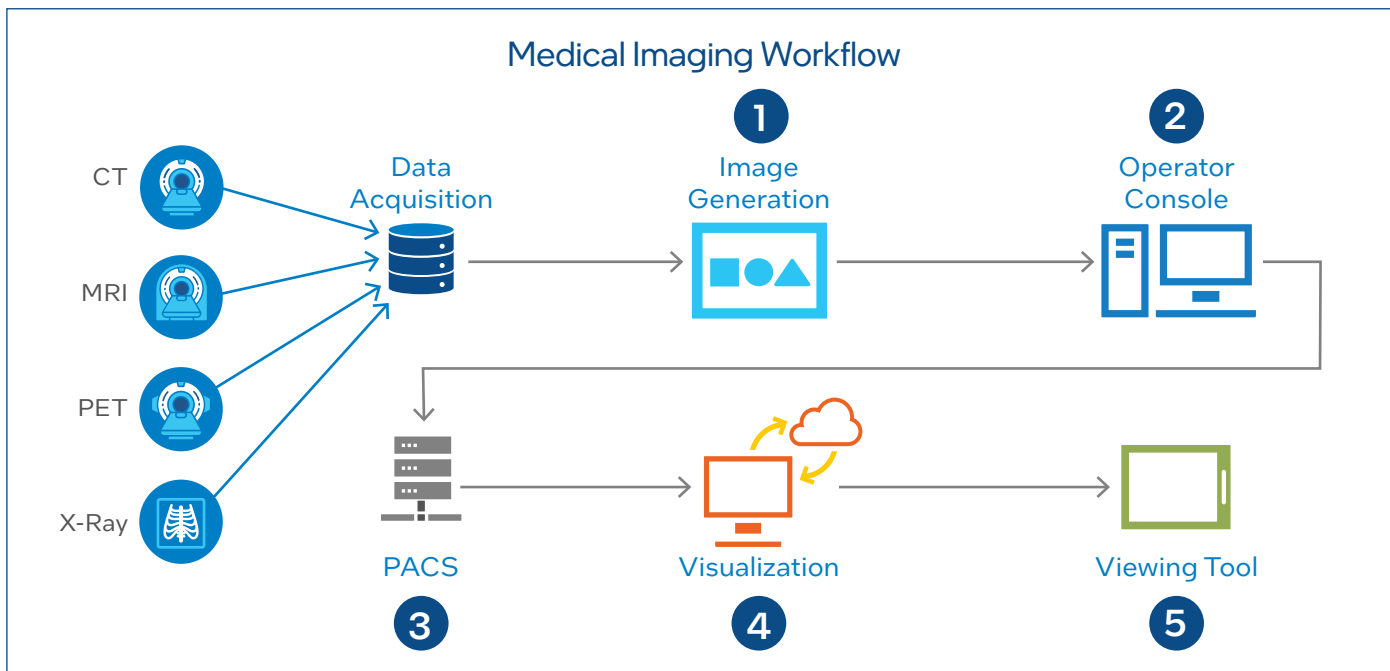 Medical Imaging Workflow
1
2
CT
Data
Acquisition
Image
Generation
Operator
Console
MRI
PET
X-Ray
PACS
Visualization
Viewing Tool
3
4
5